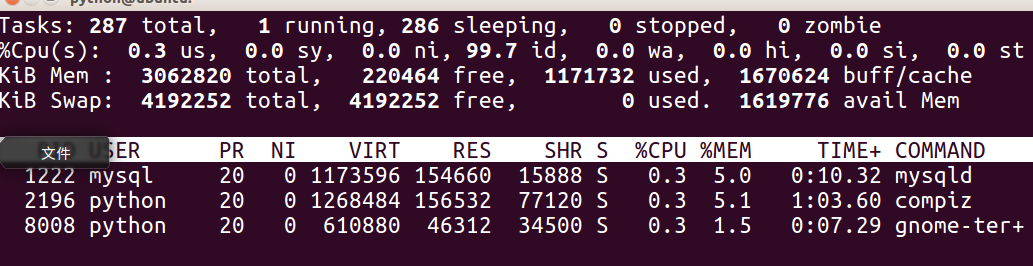 python@ubuntu:
Tasks: 287 total,   1 running, 286 sleeping,   0 stopped,   0 zombie
%Cpu(s):  0.3 us,  0.0 sy,  0.0 ni, 99.7 id,  0.0 wa,  0.0 hi,  0.0 si,  0.0 st
KiB Mem :  3062820 total,   220464 free,  1171732 used,  1670624 buff/cache
KiB Swap:  4192252 total,  4192252 free,        0 used.  1619776 avail Mem
文件 USER      PR  NI    VIRT    RES    SHR S  %CPU %MEM     TIME+ COMMAND
1222 mysql     20   0 1173596 154660  15888 S   0.3  5.0   0:10.32 mysqld
2196 python    20   0 1268484 156532  77120 S   0.3  5.1   1:03.60 compiz
8008 python    20   0  610880  46312  34500 S   0.3  1.5   0:07.29 gnome-ter+